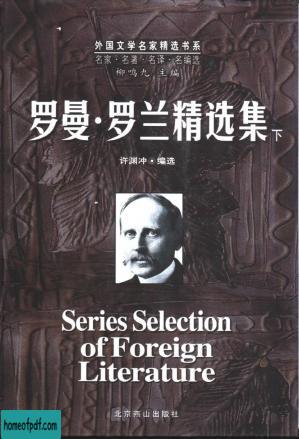 外国文学名家精选书系
名家·名著·名译·名编选
柳鸣九 主编
罗曼·罗兰精选集 下
许渊冲·编选
Series Selection
of Foreign
Literature
北京燕山出版社
homeofpdf.com